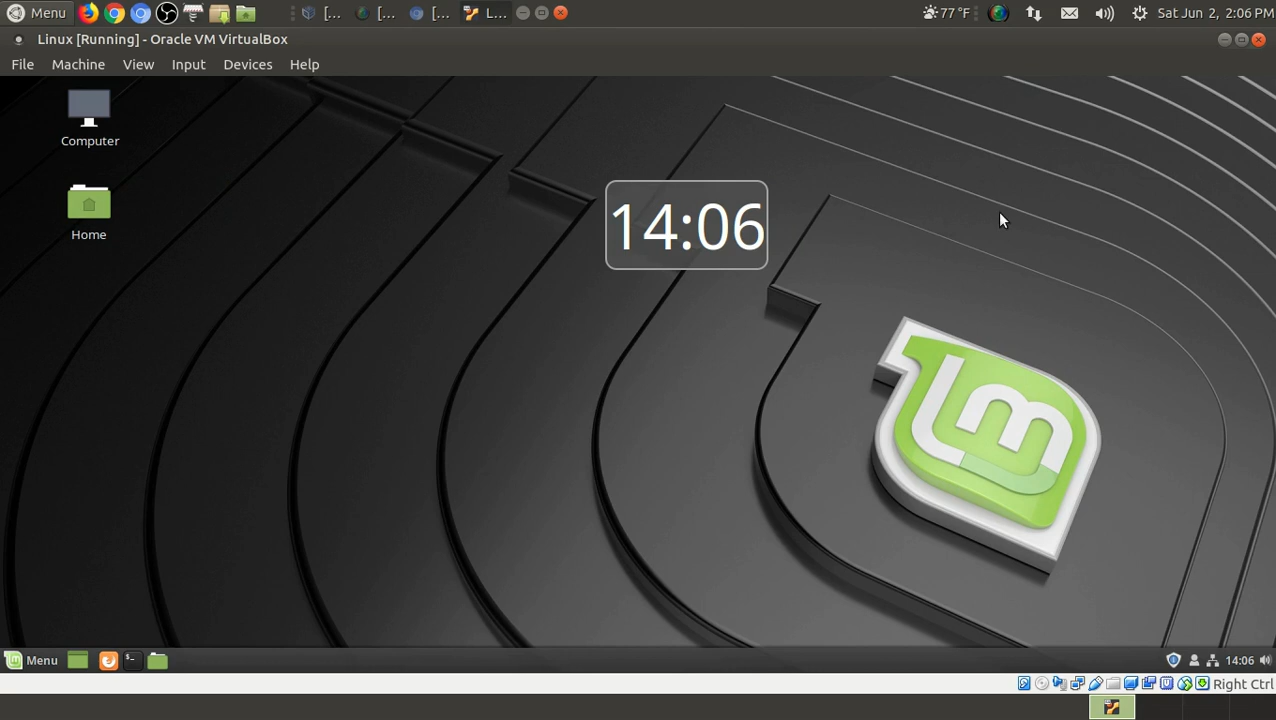 Menu [... [... [... L... 77 °F Sat Jun 2, 2:06 PM
Linux [Running] - Oracle VM VirtualBox
File Machine View Input Devices Help
Computer
Home
14:06
lm
Menu 14:06
Right Ctrl